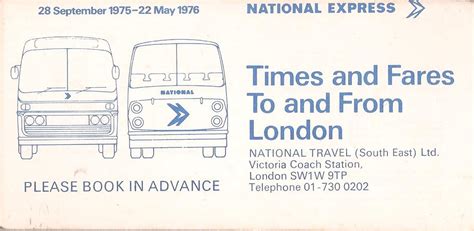 28 September 1975-22 May 1976
NATIONAL EXPRESS
NATIONAL
Times and Fares
To and From
London
NATIONAL TRAVEL (South East) Ltd.
Victoria Coach Station,
London SW1W 9TP
Telephone 01-730 0202
PLEASE BOOK IN ADVANCE